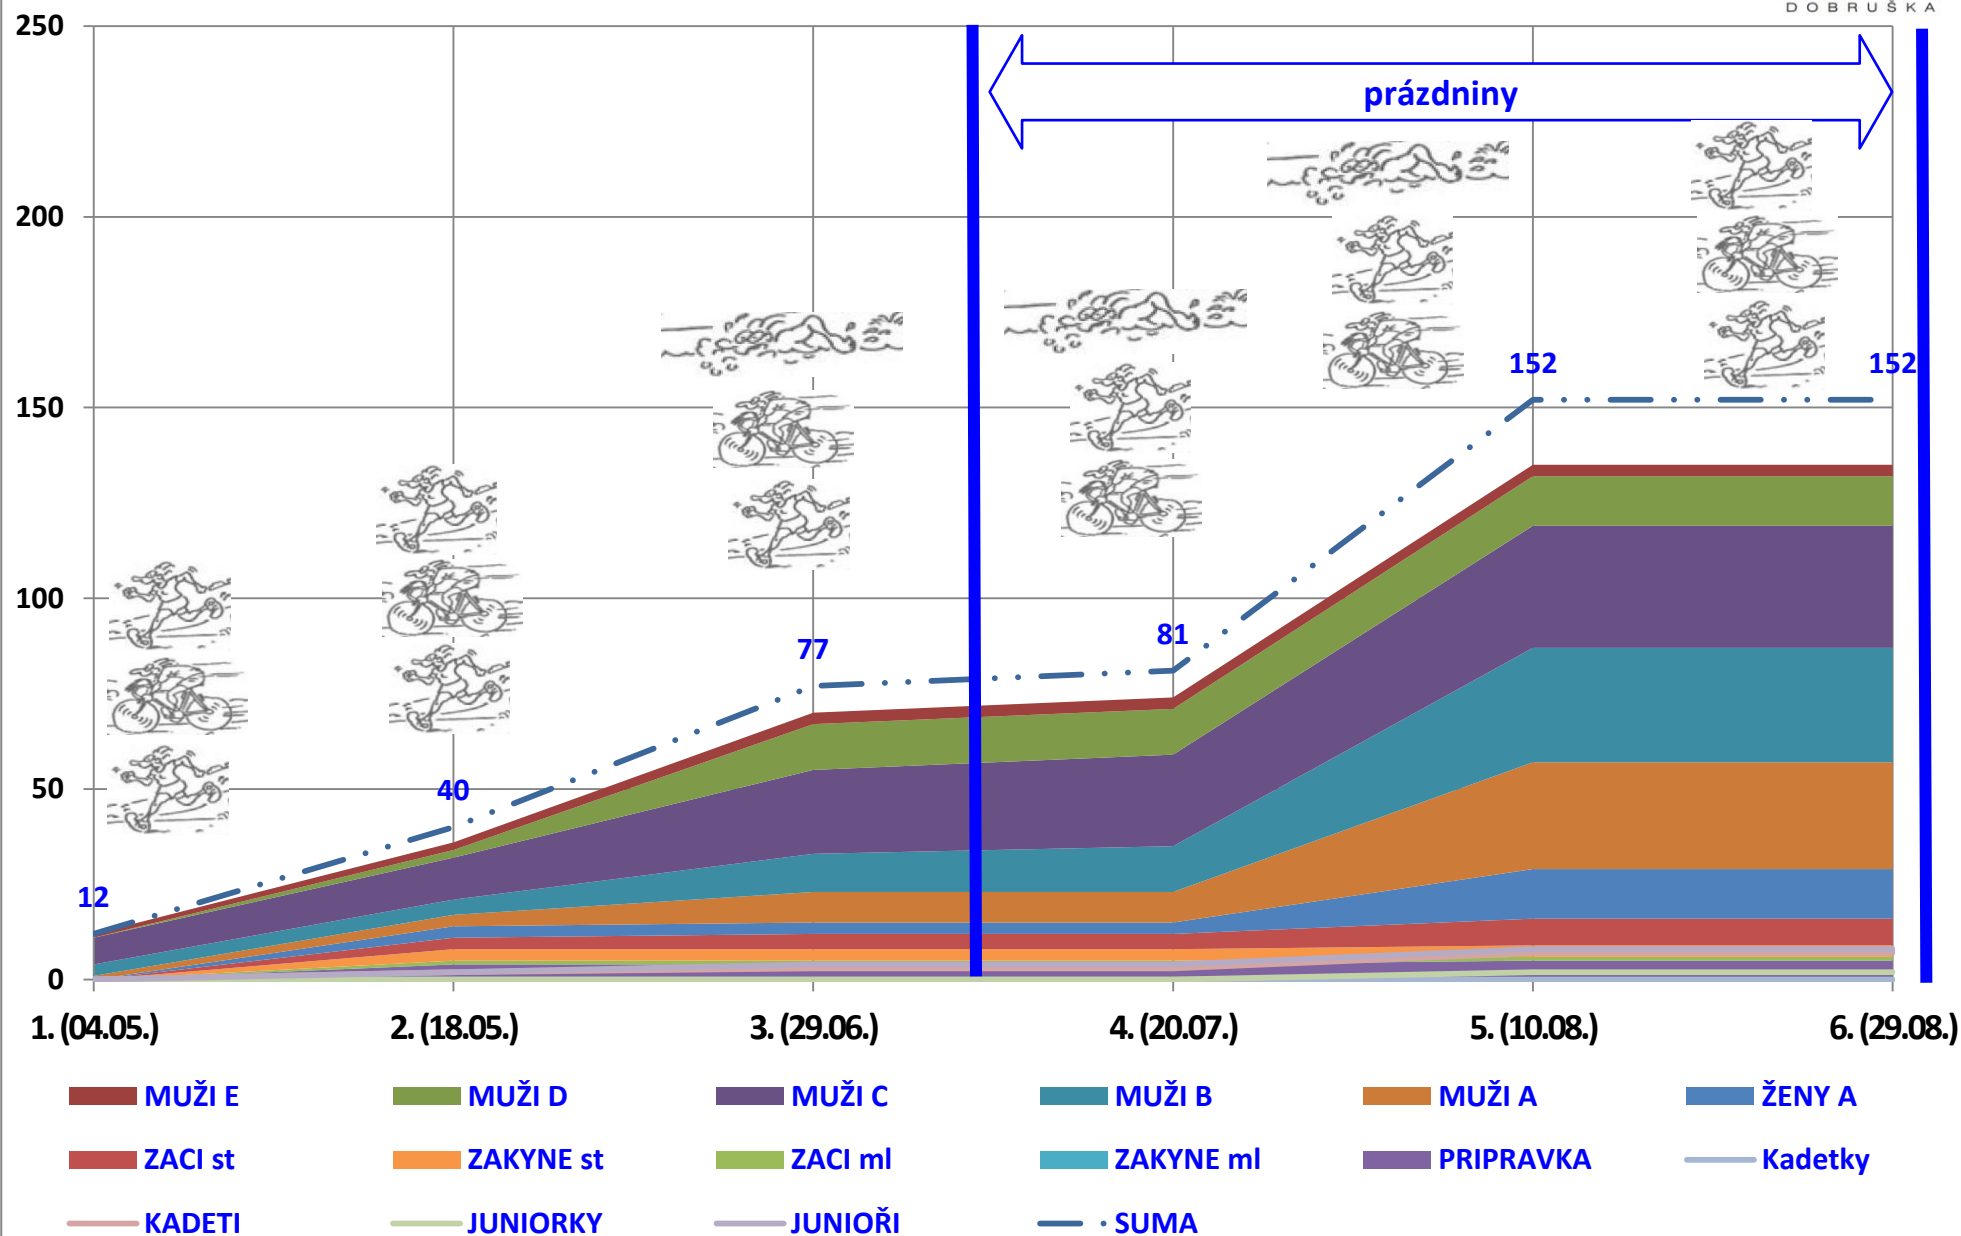 DOBRUŠKA
250
prázdniny
200
150
152
152
100
81
77
50
40
12
0
1. (04.05.) 2. (18.05.) 3. (29.06.) 4. (20.07.) 5. (10.08.) 6. (29.08.)
MUŽI E MUŽI D MUŽI C MUŽI B MUŽI A ŽENY A
ZACI st ZAKYNE st ZACI ml ZAKYNE ml PRIPRAVKA Kadetky
KADETI JUNIORKY JUNIOŘI SUMA